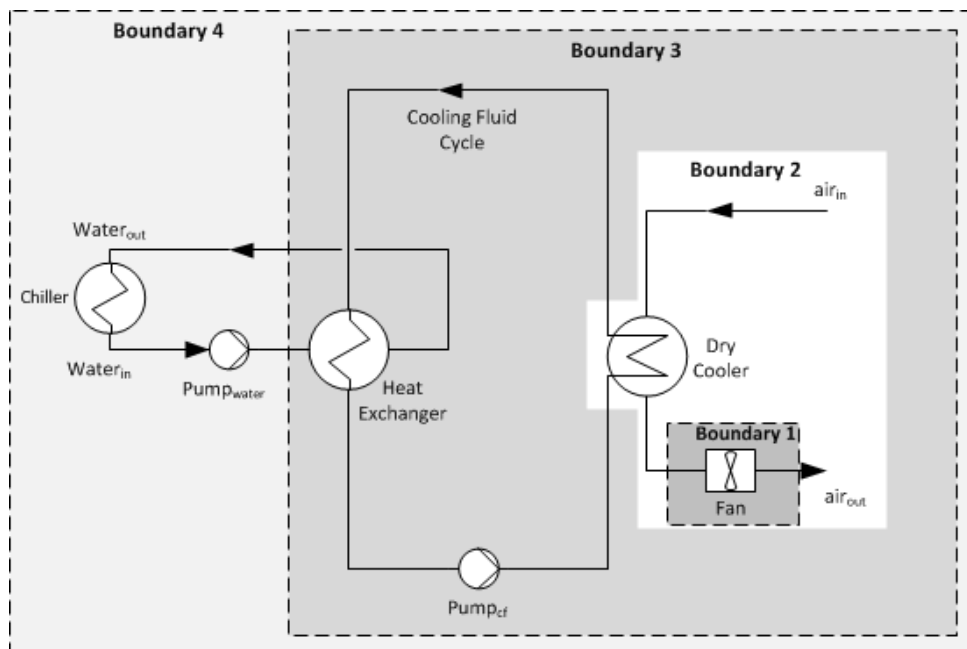 Boundary 4
Boundary 3
Cooling Fluid
Cycle
Boundary 2
air_in
Water_out
Chiller
Water_in
Pump_water
Heat
Exchanger
Dry
Cooler
Boundary 1
Fan
air_out
Pump_cf